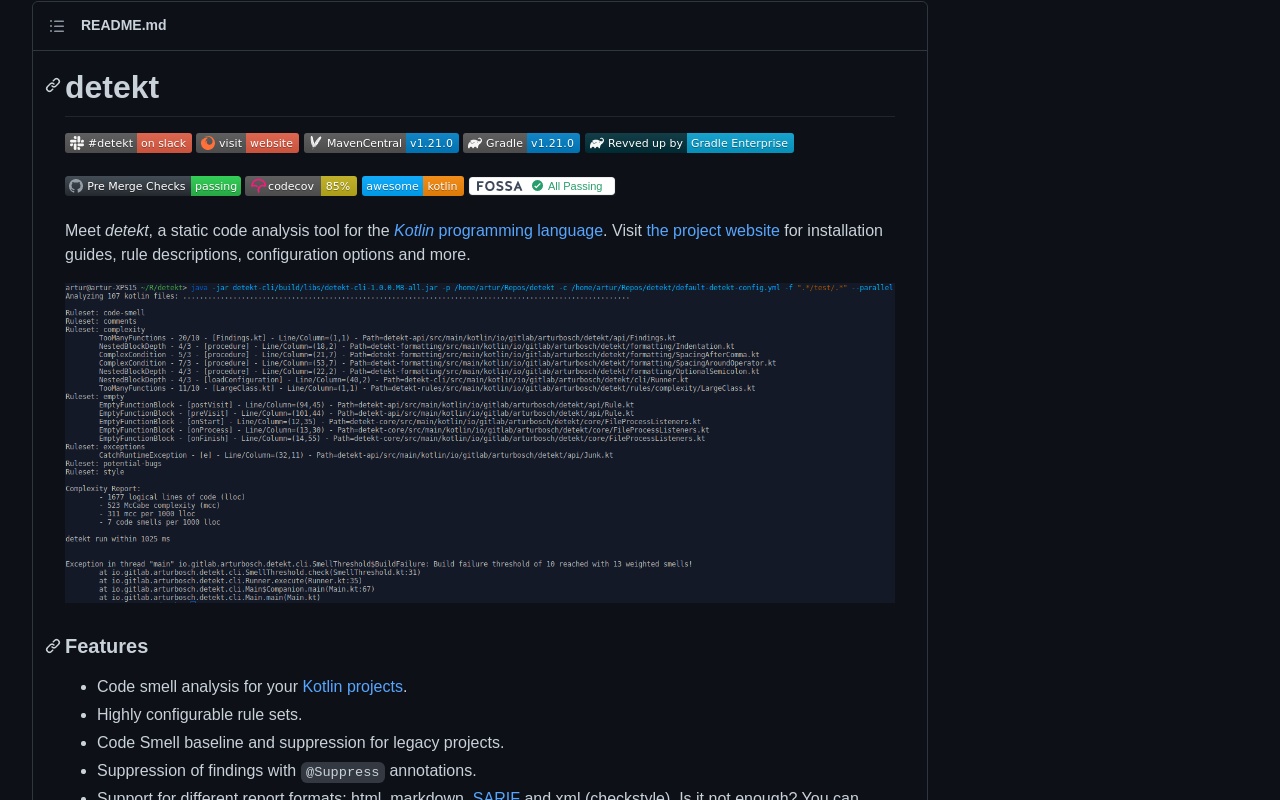 README.md
detekt
#detekt on slack visit website MavenCentral v1.21.0 Gradle v1.21.0 Revved up by Gradle Enterprise
Pre Merge Checks passing codecov 85% awesome kotlin FOSSA All Passing
Meet detekt, a static code analysis tool for the Kotlin programming language. Visit the project website for installation
guides, rule descriptions, configuration options and more.
artur@artur-XPS15 ~/R/detekt> java -jar detekt-cli/build/libs/detekt-cli-1.0.0.M8-all.jar -p /home/artur/Repos/detekt -c /home/artur/Repos/detekt/default-detekt-config.yml -f ".*/test/.*" --parallel
Analyzing 107 kotlin files: ...........................................................................................................
Ruleset: code-smell
Ruleset: comments
Ruleset: complexity
TooManyFunctions - 20/10 - [Findings.kt] - Line/Column=(1,1) - Path=detekt-api/src/main/kotlin/io/gitlab/arturbosch/detekt/api/Findings.kt
NestedBlockDepth - 4/3 - [procedure] - Line/Column=(18,2) - Path=detekt-formatting/src/main/kotlin/io/gitlab/arturbosch/detekt/formatting/Indentation.kt
ComplexCondition - 5/3 - [procedure] - Line/Column=(21,7) - Path=detekt-formatting/src/main/kotlin/io/gitlab/arturbosch/detekt/formatting/SpacingAfterComma.kt
ComplexCondition - 7/3 - [procedure] - Line/Column=(53,7) - Path=detekt-formatting/src/main/kotlin/io/gitlab/arturbosch/detekt/formatting/SpacingAroundOperator.kt
NestedBlockDepth - 4/3 - [procedure] - Line/Column=(22,2) - Path=detekt-formatting/src/main/kotlin/io/gitlab/arturbosch/detekt/formatting/OptionalSemicolon.kt
NestedBlockDepth - 4/3 - [loadConfiguration] - Line/Column=(40,2) - Path=detekt-cli/src/main/kotlin/io/gitlab/arturbosch/detekt/cli/Runner.kt
TooManyFunctions - 11/10 - [LargeClass.kt] - Line/Column=(1,1) - Path=detekt-rules/src/main/kotlin/io/gitlab/arturbosch/detekt/rules/complexity/LargeClass.kt
Ruleset: empty
EmptyFunctionBlock - [postVisit] - Line/Column=(94,45) - Path=detekt-api/src/main/kotlin/io/gitlab/arturbosch/detekt/api/Rule.kt
EmptyFunctionBlock - [preVisit] - Line/Column=(101,44) - Path=detekt-api/src/main/kotlin/io/gitlab/arturbosch/detekt/api/Rule.kt
EmptyFunctionBlock - [onStart] - Line/Column=(12,35) - Path=detekt-core/src/main/kotlin/io/gitlab/arturbosch/detekt/core/FileProcessListeners.kt
EmptyFunctionBlock - [onProcess] - Line/Column=(13,30) - Path=detekt-core/src/main/kotlin/io/gitlab/arturbosch/detekt/core/FileProcessListeners.kt
EmptyFunctionBlock - [onFinish] - Line/Column=(14,55) - Path=detekt-core/src/main/kotlin/io/gitlab/arturbosch/detekt/core/FileProcessListeners.kt
Ruleset: exceptions
CatchRuntimeException - [e] - Line/Column=(32,11) - Path=detekt-api/src/main/kotlin/io/gitlab/arturbosch/detekt/api/Junk.kt
Ruleset: potential-bugs
Ruleset: style
Complexity Report:
- 1677 logical lines of code (lloc)
- 523 McCabe complexity (mcc)
- 311 mcc per 1000 lloc
- 7 code smells per 1000 lloc
detekt run within 1025 ms
Exception in thread "main" io.gitlab.arturbosch.detekt.cli.SmellThreshold$BuildFailure: Build failure threshold of 10 reached with 13 weighted smells!
at io.gitlab.arturbosch.detekt.cli.SmellThreshold.check(SmellThreshold.kt:31)
at io.gitlab.arturbosch.detekt.cli.Runner.execute(Runner.kt:35)
at io.gitlab.arturbosch.detekt.cli.Main$Companion.main(Main.kt:67)
at io.gitlab.arturbosch.detekt.cli.Main.main(Main.kt)
Features
Code smell analysis for your Kotlin projects.
Highly configurable rule sets.
Code Smell baseline and suppression for legacy projects.
Suppression of findings with @Suppress annotations.
Support for different report formats: html, markdown, SARIF and xml (checkstyle). Is it not enough? You can